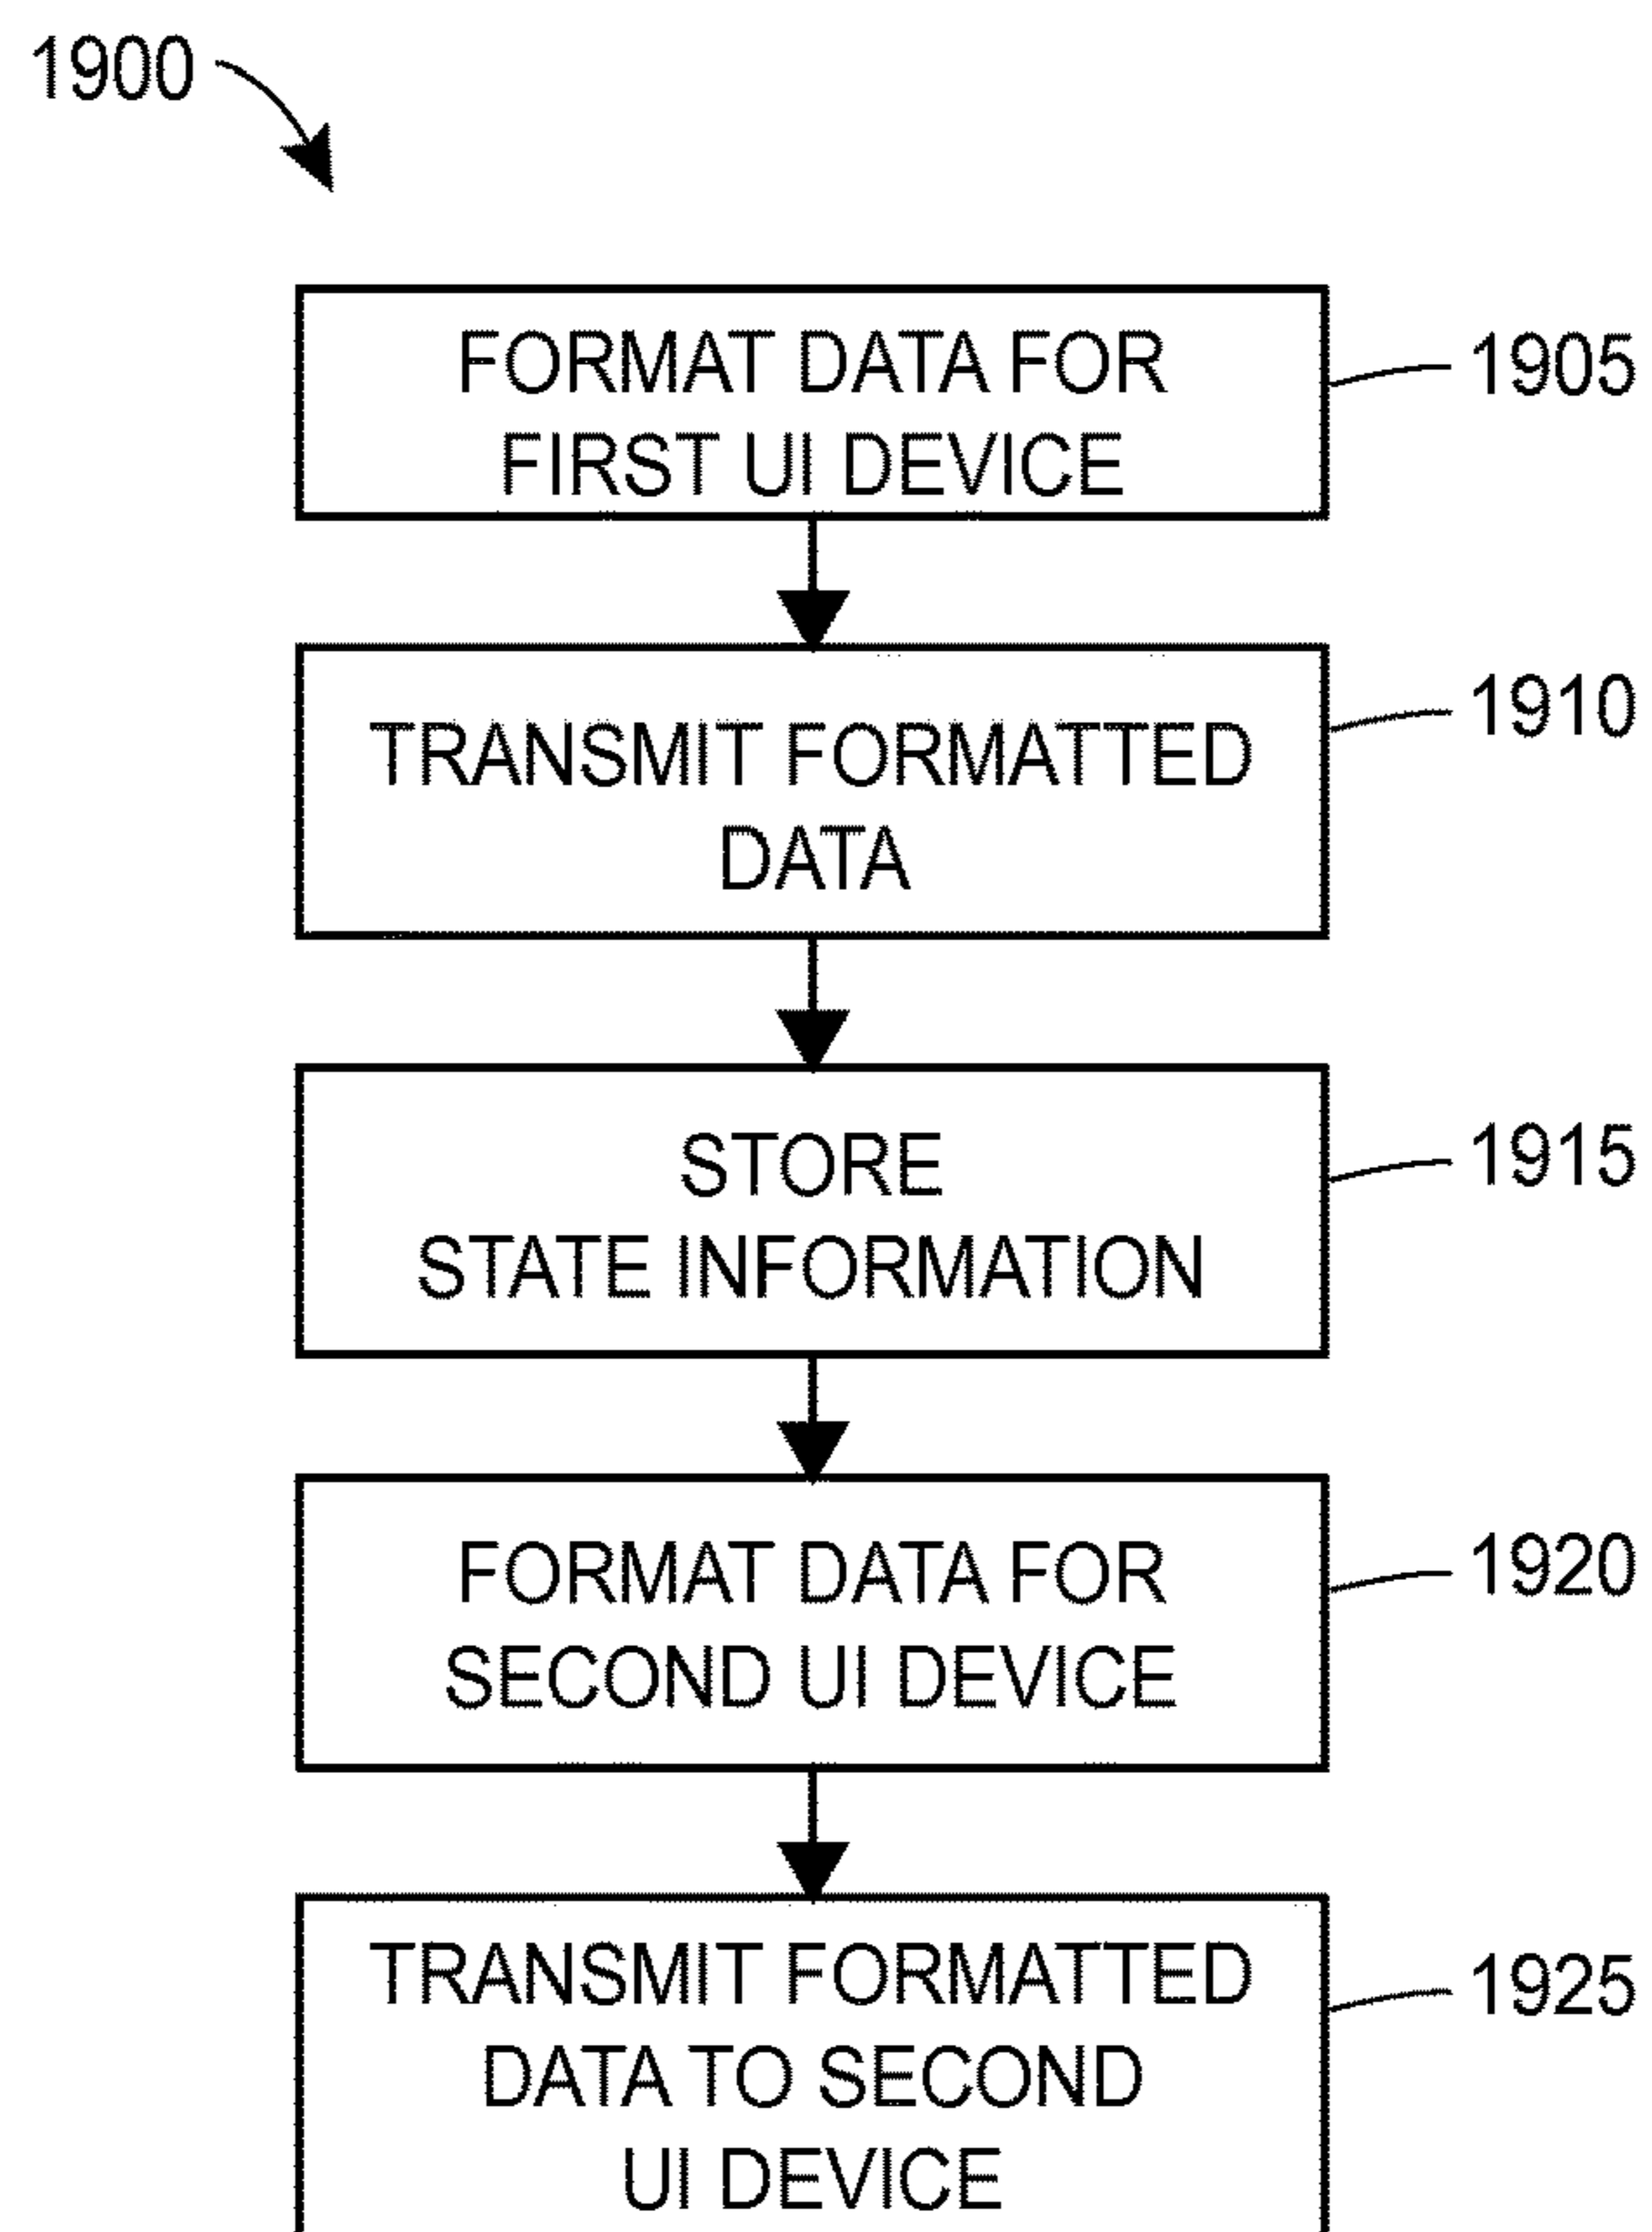 1900
FORMAT DATA FOR
FIRST UI DEVICE
1905
TRANSMIT FORMATTED
DATA
1910
STORE
STATE INFORMATION
1915
FORMAT DATA FOR
SECOND UI DEVICE
1920
TRANSMIT FORMATTED
DATA TO SECOND
UI DEVICE
1925